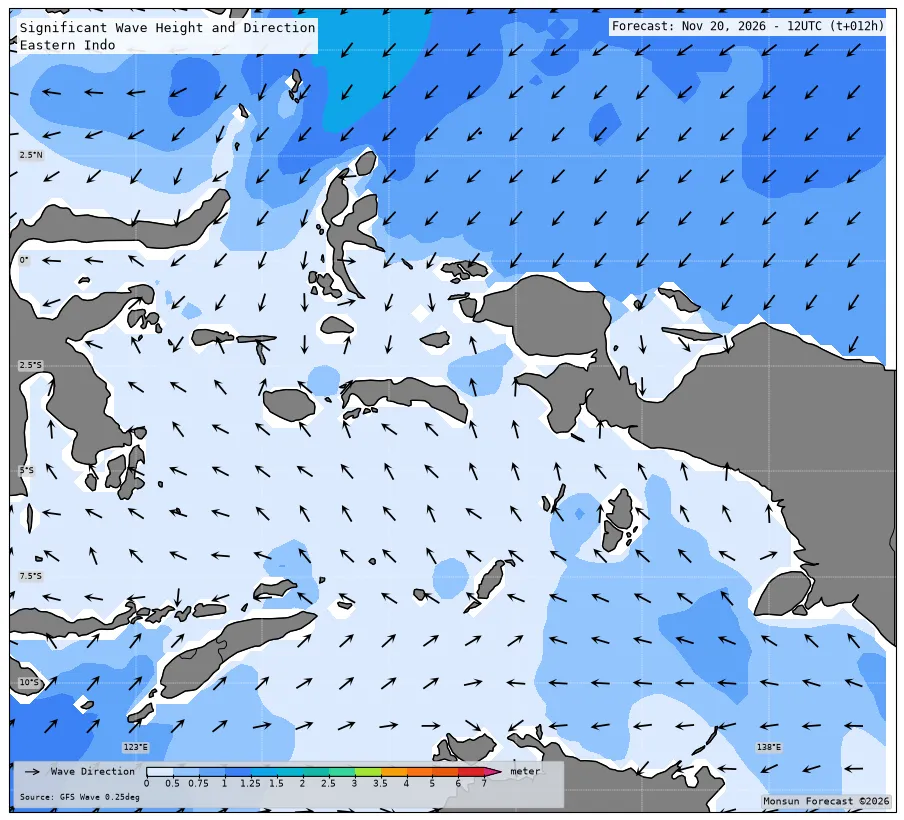 Significant Wave Height and Direction
Eastern Indo
Forecast: Nov 20, 2026 - 12UTC (t+012h)
2.5°N
0°
2.5°S
5°S
7.5°S
10°S
123°E
138°E
Wave Direction
meter
0 0.5 0.75 1 1.25 1.5 2 2.5 3 3.5 4 5 6 7
Source: GFS Wave 0.25deg
Monsun Forecast ©2026